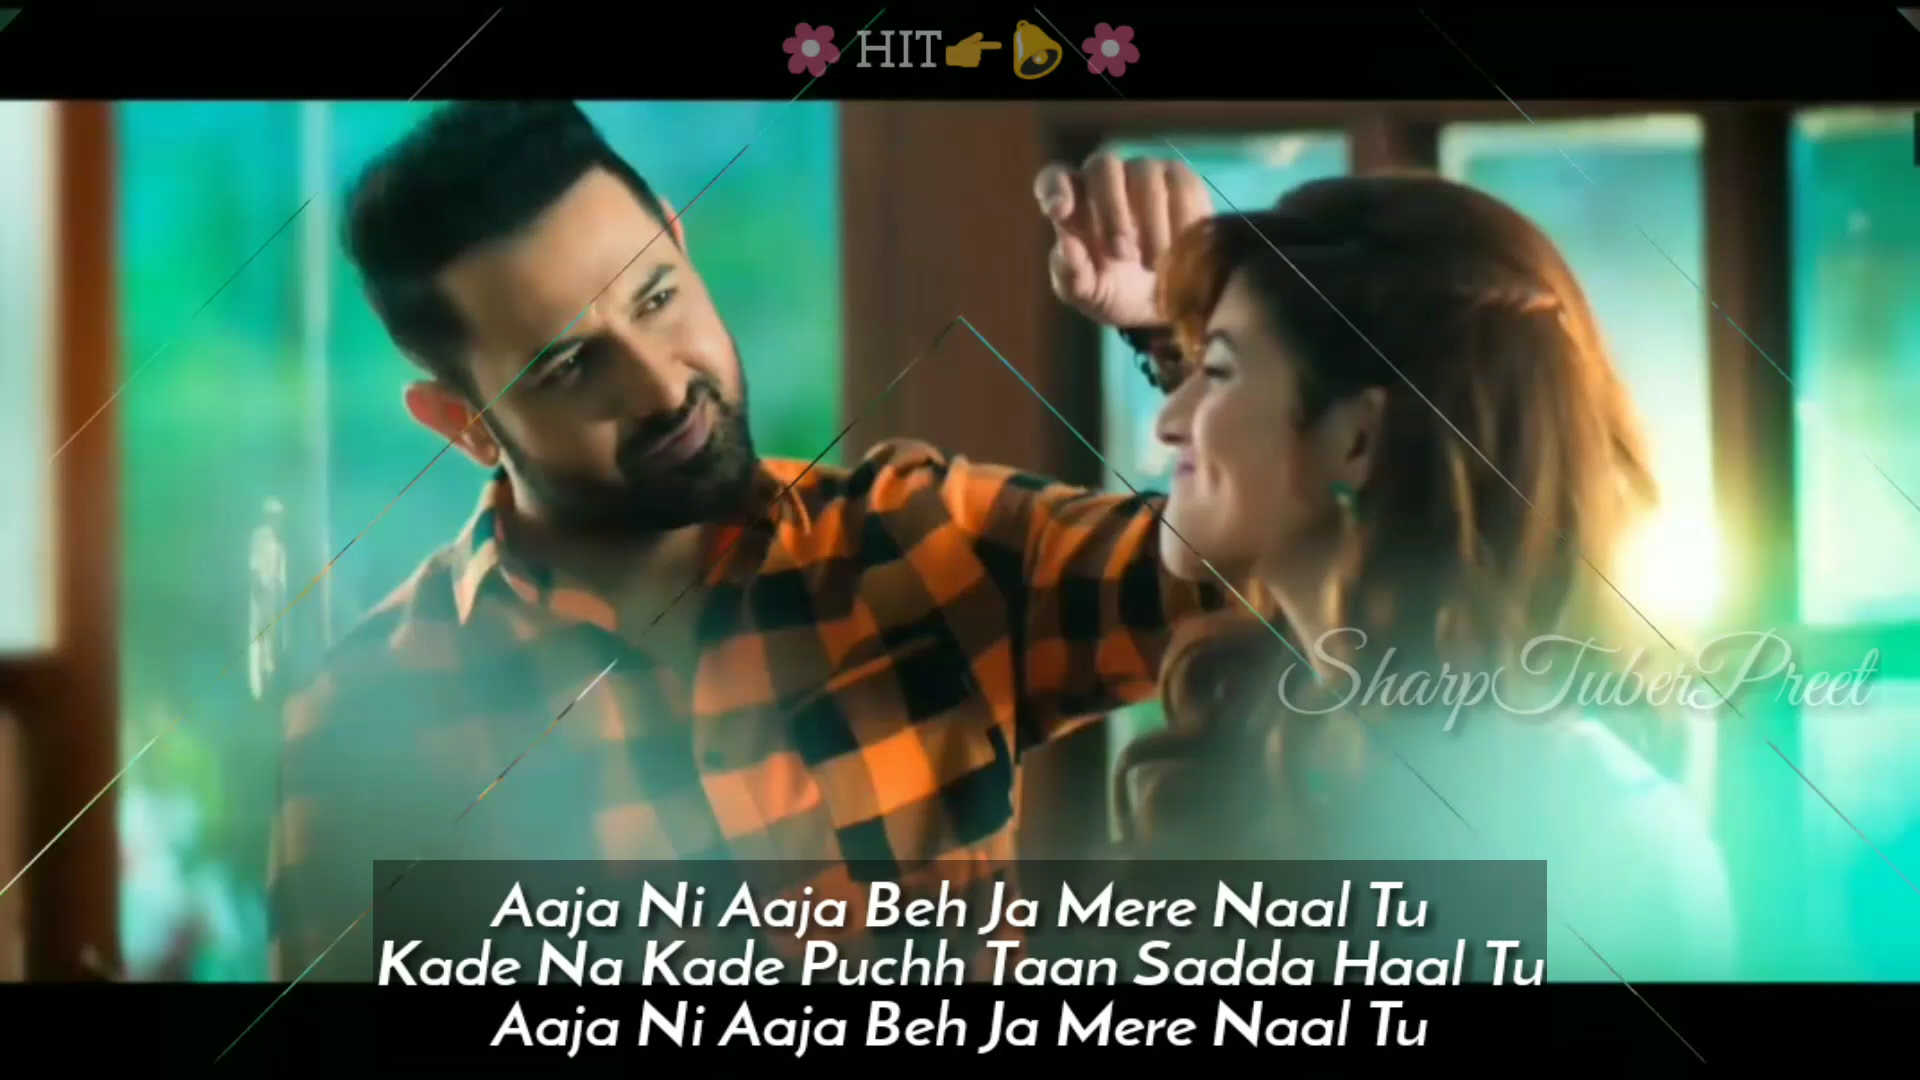 🌸 HIT👉🔔 🌸
SharpTuberPreet
Aaja Ni Aaja Beh Ja Mere Naal Tu
Kade Na Kade Puchh Taan Sadda Haal Tu
Aaja Ni Aaja Beh Ja Mere Naal Tu